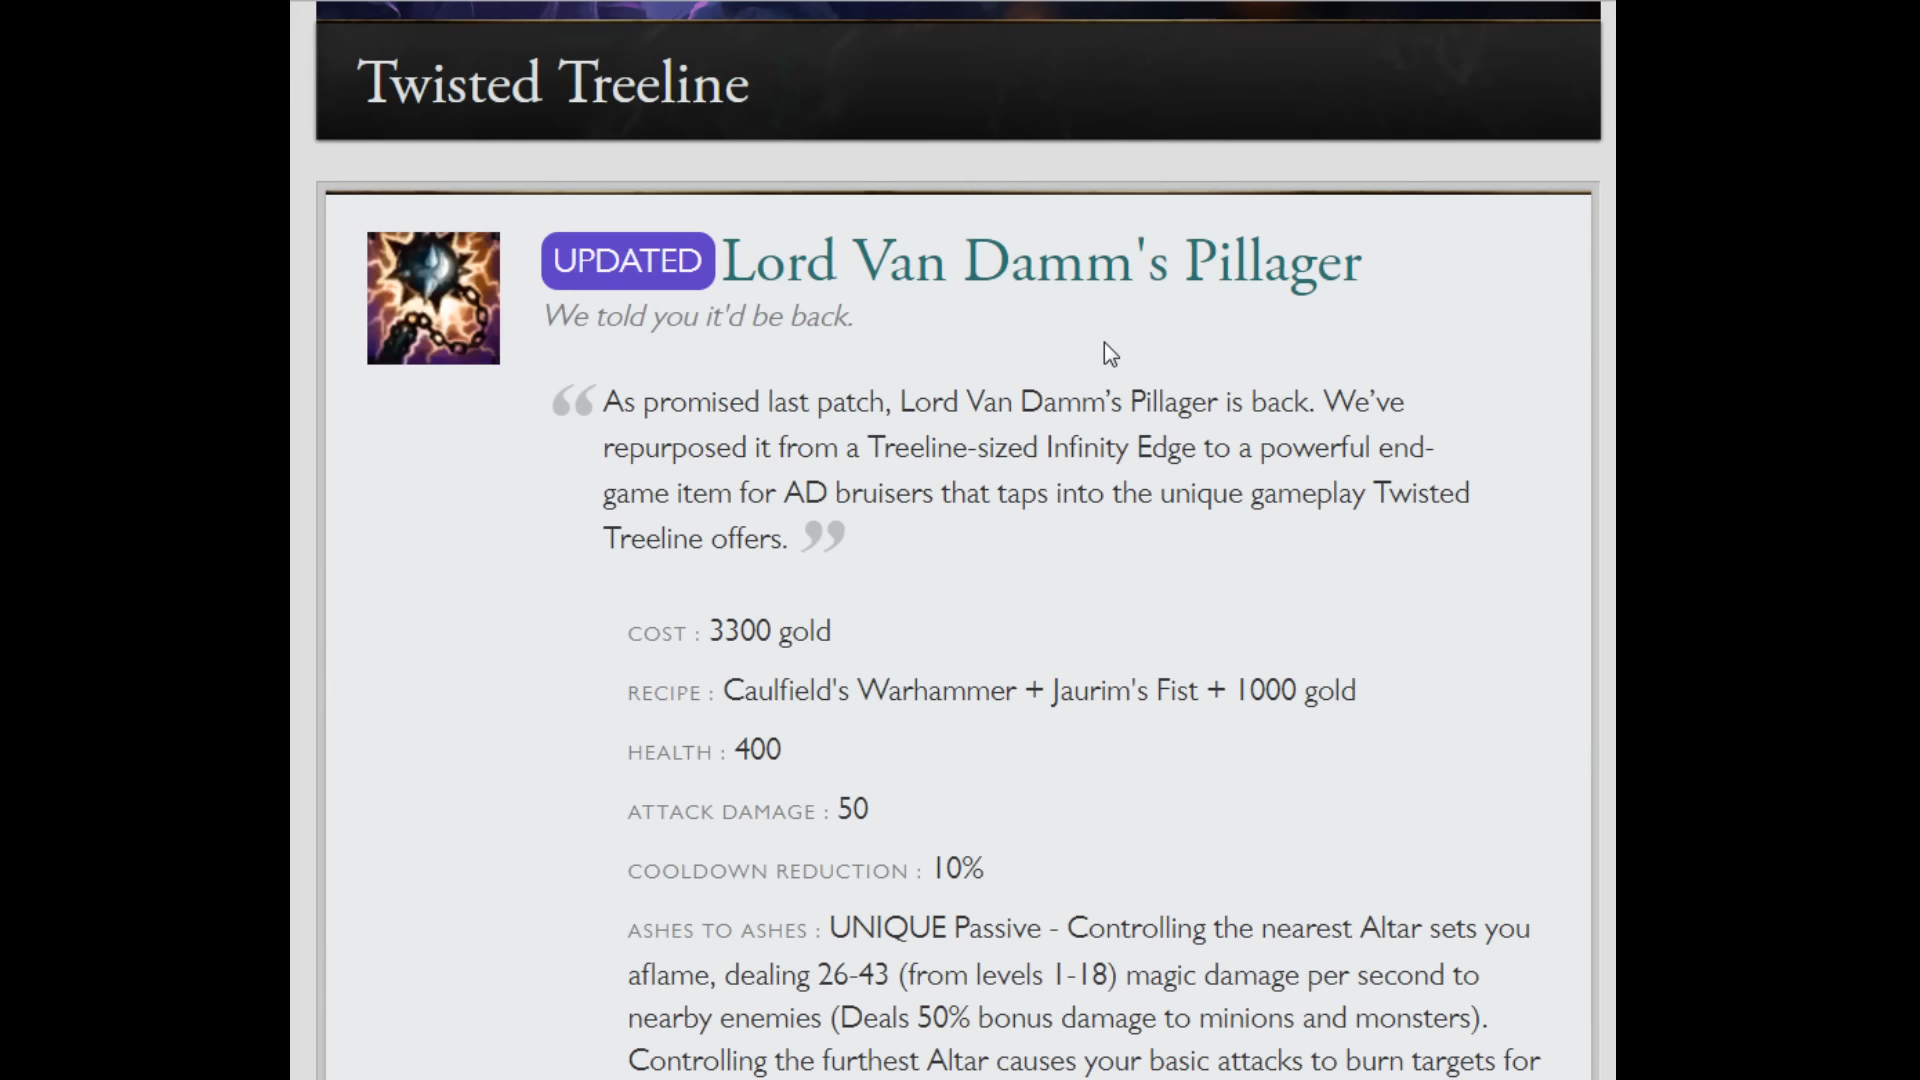 Twisted Treeline
UPDATED Lord Van Damm's Pillager
We told you it'd be back.
“ As promised last patch, Lord Van Damm’s Pillager is back. We’ve
repurposed it from a Treeline-sized Infinity Edge to a powerful end-
game item for AD bruisers that taps into the unique gameplay Twisted
Treeline offers. ”
COST : 3300 gold
RECIPE : Caulfield's Warhammer + Jaurim's Fist + 1000 gold
HEALTH : 400
ATTACK DAMAGE : 50
COOLDOWN REDUCTION : 10%
ASHES TO ASHES : UNIQUE Passive - Controlling the nearest Altar sets you
aflame, dealing 26-43 (from levels 1-18) magic damage per second to
nearby enemies (Deals 50% bonus damage to minions and monsters).
Controlling the furthest Altar causes your basic attacks to burn targets for